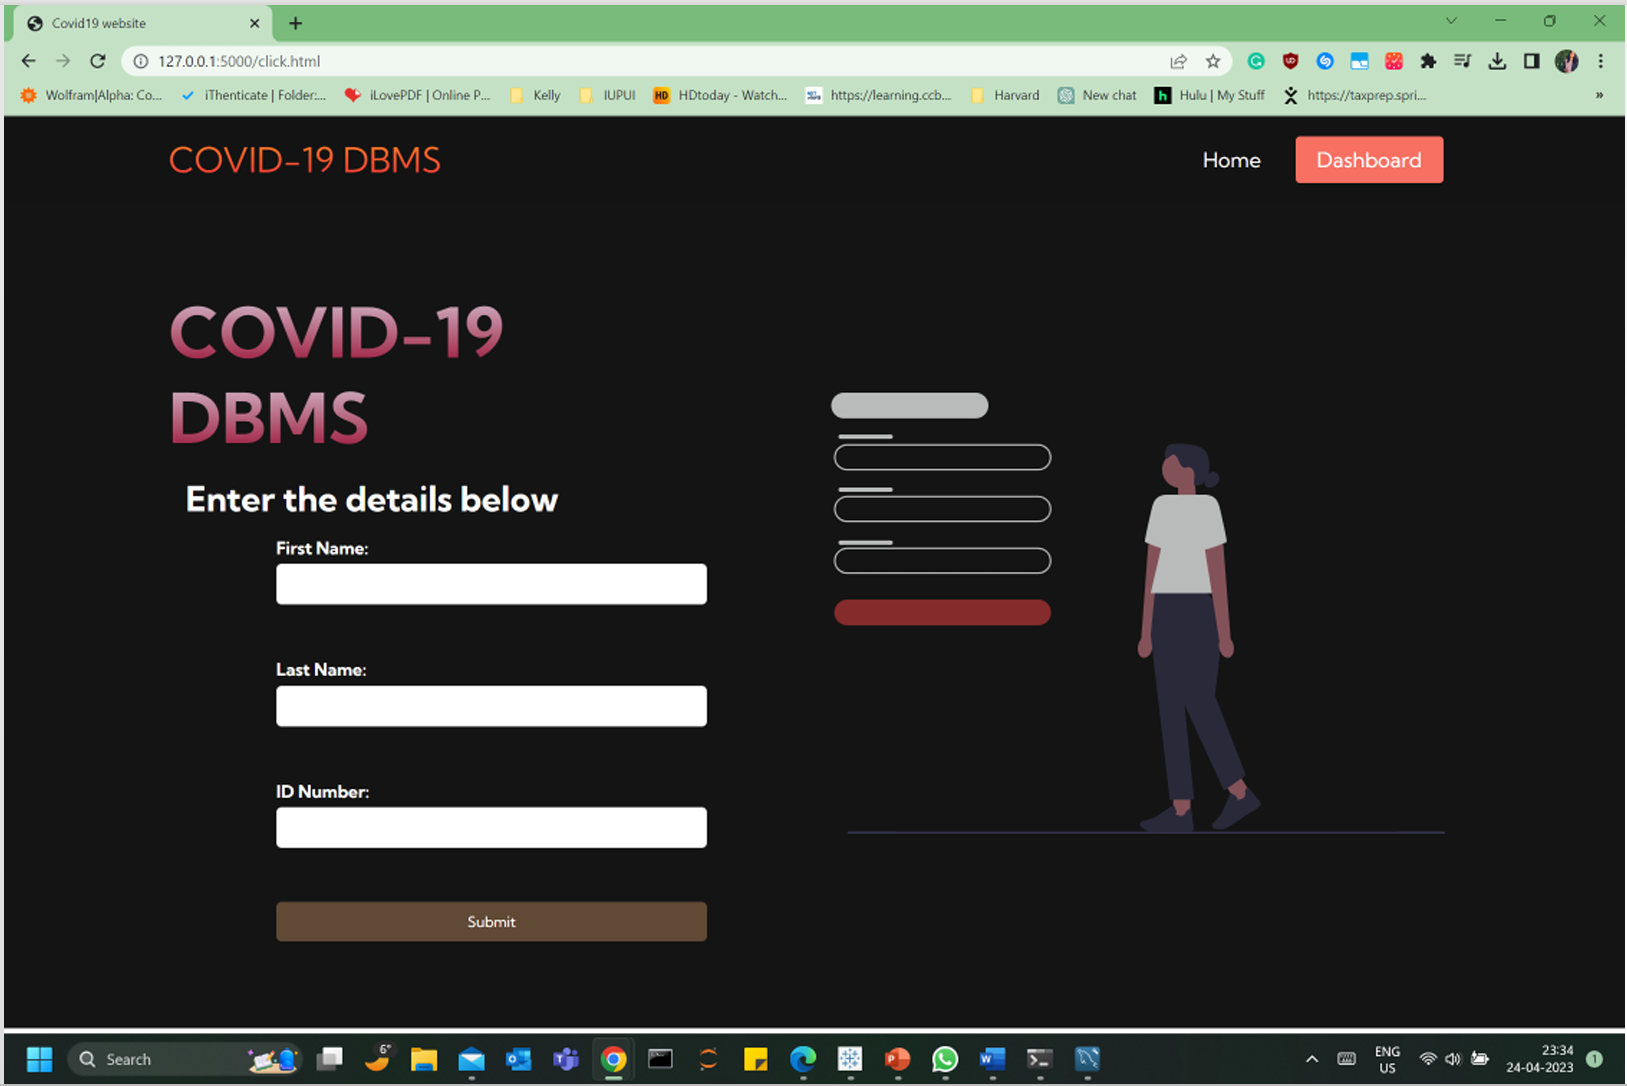 Covid19 website
127.0.0.1:5000/click.html
Wolfram|Alpha: Co... iThenticate | Folder:... iLovePDF | Online P... Kelly IUPUI HD HDtoday - Watch... https://learning.ccb... Harvard New chat h Hulu | My Stuff https://taxprep.spri... »
COVID-19 DBMS Home Dashboard
COVID-19
DBMS
Enter the details below
First Name:
Last Name:
ID Number:
Submit
6°
Search
ENG
US
23:34
24-04-2023
1